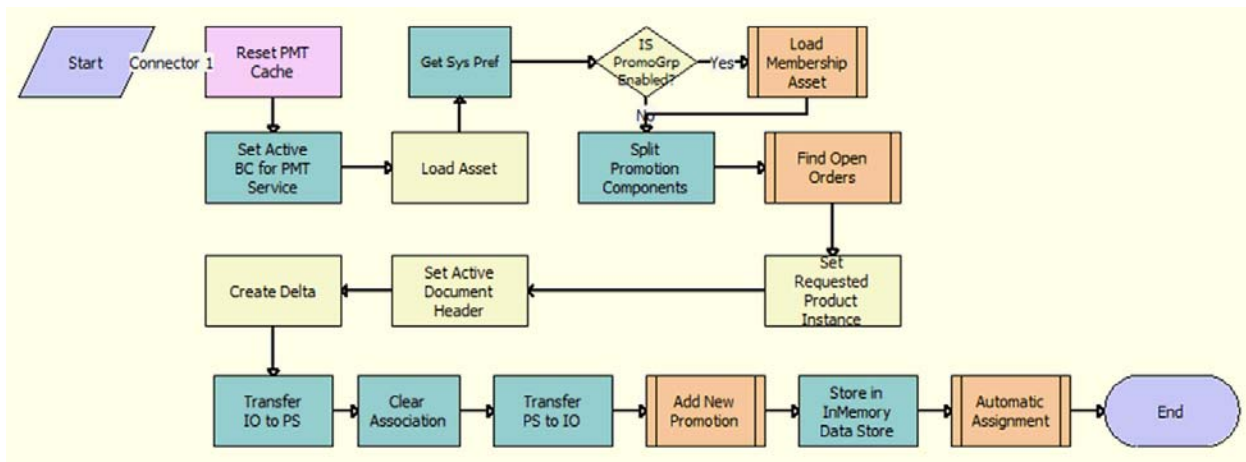 Start
Connector 1
Reset PMT
Cache
Get Sys Pref
IS
PromoGrp
Enabled?
Yes
Load
Membership
Asset
No
Set Active
BC for PMT
Service
Load Asset
Split
Promotion
Components
Find Open
Orders
Create Delta
Set Active
Document
Header
Set
Requested
Product
Instance
Transfer
IO to PS
Clear
Association
Transfer
PS to IO
Add New
Promotion
Store in
InMemory
Data Store
Automatic
Assignment
End